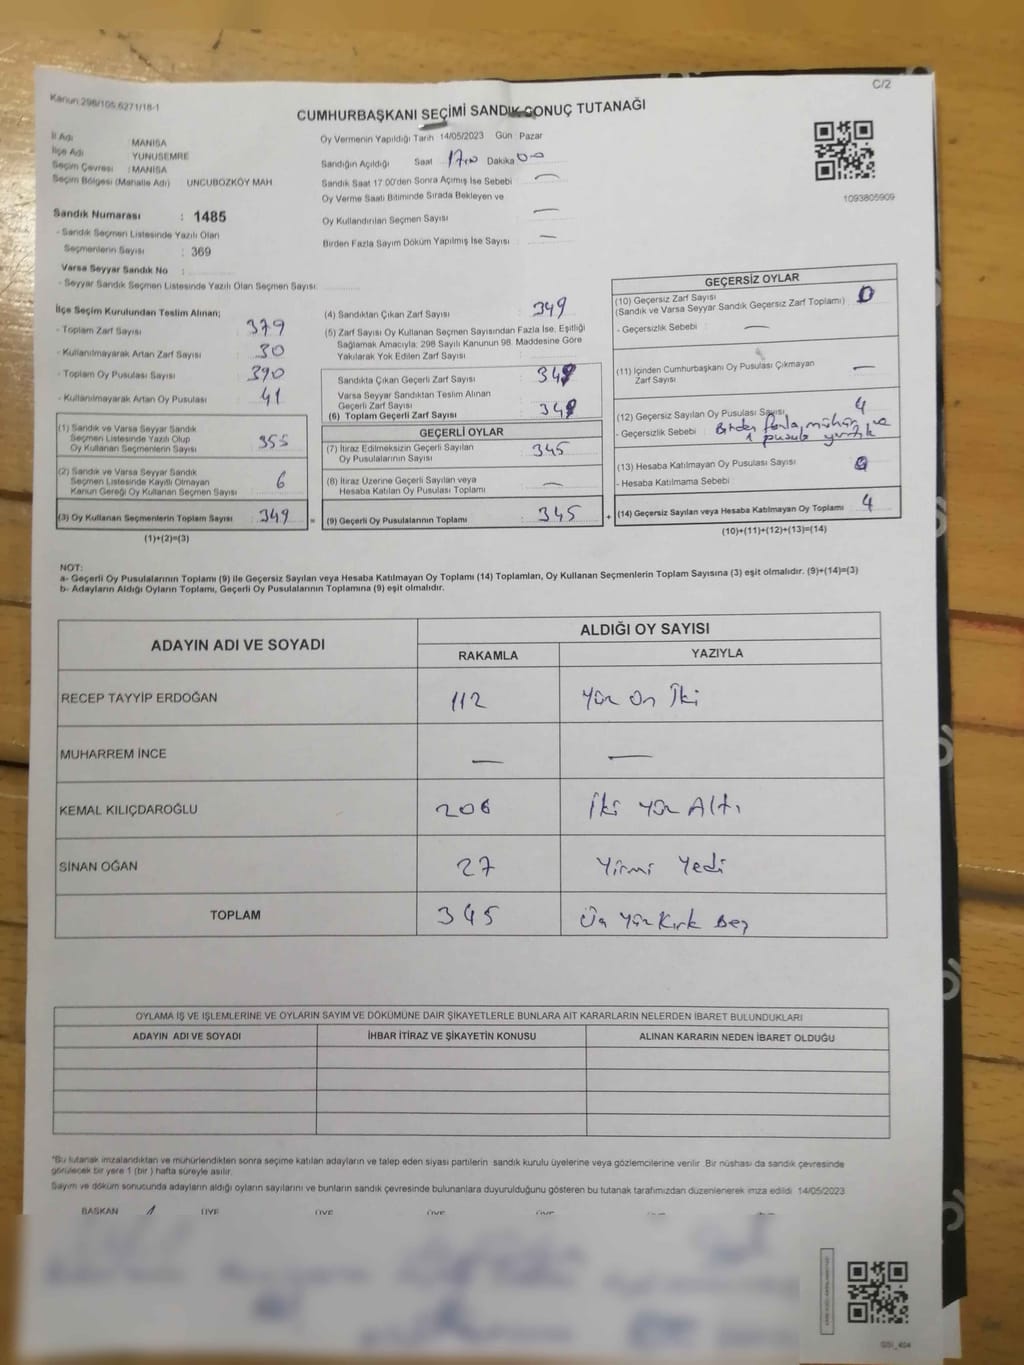 Kanun:298/105,6271/18-1
C/2
CUMHURBAŞKANI SEÇİMİ SANDIK SONUÇ TUTANAĞI
İl Adı : MANİSA
İlçe Adı : YUNUSEMRE
Seçim Çevresi : MANİSA
Seçim Bölgesi (Mahalle Adı) UNCUBOZKÖY MAH
Sandık Numarası : 1485
- Sandık Seçmen Listesinde Yazılı Olan
Seçmenlerin Sayısı : 369
Varsa Seyyar Sandık No :
- Seyyar Sandık Seçmen Listesinde Yazılı Olan Seçmen Sayısı:
Oy Vermenin Yapıldığı Tarih 14/05/2023 Gün Pazar
Sandığın Açıldığı Saat 17.00 Dakika 00
Sandık Saat 17.00'den Sonra Açılmış İse Sebebi —
Oy Verme Saati Bitiminde Sırada Bekleyen ve
Oy Kullandırılan Seçmen Sayısı —
Birden Fazla Sayım Döküm Yapılmış İse Sayısı : —
1093805909
İlçe Seçim Kurulundan Teslim Alınan;
- Toplam Zarf Sayısı : 379
- Kullanılmayarak Artan Zarf Sayısı : 30
- Toplam Oy Pusulası Sayısı : 390
- Kullanılmayarak Artan Oy Pusulası : 41
(1) Sandık ve Varsa Seyyar Sandık
Seçmen Listesinde Yazılı Olup
Oy Kullanan Seçmenlerin Sayısı : 355
(2) Sandık ve Varsa Seyyar Sandık
Seçmen Listesinde Kayıtlı Olmayan
Kanun Gereği Oy Kullanan Seçmen Sayısı : 6
(3) Oy Kullanan Seçmenlerin Toplam Sayısı : 349
(1)+(2)=(3)
(4) Sandıktan Çıkan Zarf Sayısı : 349
(5) Zarf Sayısı Oy Kullanan Seçmen Sayısından Fazla İse, Eşitliği
Sağlamak Amacıyla; 298 Sayılı Kanunun 98. Maddesine Göre
Yakılarak Yok Edilen Zarf Sayısı :
Sandıkta Çıkan Geçerli Zarf Sayısı : 349
Varsa Seyyar Sandıktan Teslim Alınan
Geçerli Zarf Sayısı
(6) Toplam Geçerli Zarf Sayısı : 349
GEÇERLİ OYLAR
(7) İtiraz Edilmeksizin Geçerli Sayılan
Oy Pusulalarının Sayısı : 345
(8) İtiraz Üzerine Geçerli Sayılan veya
Hesaba Katılan Oy Pusulası Toplamı : —
= (9) Geçerli Oy Pusulalarının Toplamı : 345
GEÇERSİZ OYLAR
(10) Geçersiz Zarf Sayısı
(Sandık ve Varsa Seyyar Sandık Geçersiz Zarf Toplamı) : 0
- Geçersizlik Sebebi : —
(11) İçinden Cumhurbaşkanı Oy Pusulası Çıkmayan
Zarf Sayısı : —
(12) Geçersiz Sayılan Oy Pusulası Sayısı : 4
- Geçersizlik Sebebi : Birden fazla, mühür, ve
1 pusula yırtık
(13) Hesaba Katılmayan Oy Pusulası Sayısı :
- Hesaba Katılmama Sebebi :
+ (14) Geçersiz Sayılan veya Hesaba Katılmayan Oy Toplamı : 4
(10)+(11)+(12)+(13)=(14)
NOT:
a- Geçerli Oy Pusulalarının Toplamı (9) ile Geçersiz Sayılan veya Hesaba Katılmayan Oy Toplamı (14) Toplamları, Oy Kullanan Seçmenlerin Toplam Sayısına (3) eşit olmalıdır. (9)+(14)=(3)
b- Adayların Aldığı Oyların Toplamı, Geçerli Oy Pusulalarının Toplamına (9) eşit olmalıdır.
ADAYIN ADI VE SOYADI
ALDIĞI OY SAYISI
RAKAMLA YAZIYLA
RECEP TAYYİP ERDOĞAN 112 Yüz On İki
MUHARREM İNCE — —
KEMAL KILIÇDAROĞLU 206 İki Yüz Altı
SİNAN OĞAN 27 Yirmi Yedi
TOPLAM 345 Üç Yüz Kırk Beş
OYLAMA İŞ VE İŞLEMLERİNE VE OYLARIN SAYIM VE DÖKÜMÜNE DAİR ŞİKAYETLERLE BUNLARA AİT KARARLARIN NELERDEN İBARET BULUNDUKLARI
ADAYIN ADI VE SOYADI İHBAR İTİRAZ VE ŞİKAYETİN KONUSU ALINAN KARARIN NEDEN İBARET OLDUĞU
*Bu tutanak imzalandıktan ve mühürlendikten sonra seçime katılan adayların ve talep eden siyasi partilerin sandık kurulu üyelerine veya gözlemcilerine verilir. Bir nüshası da sandık çevresinde
görülecek bir yere 1 (bir) hafta süreyle asılır.
Sayım ve döküm sonucunda adayların aldığı oyların sayılarını ve bunların sandık çevresinde bulunanlara duyurulduğunu gösteren bu tutanak tarafımızdan düzenlenerek imza edildi. 14/05/2023
BAŞKAN ÜYE ÜYE ÜYE ÜYE ÜYE ÜYE